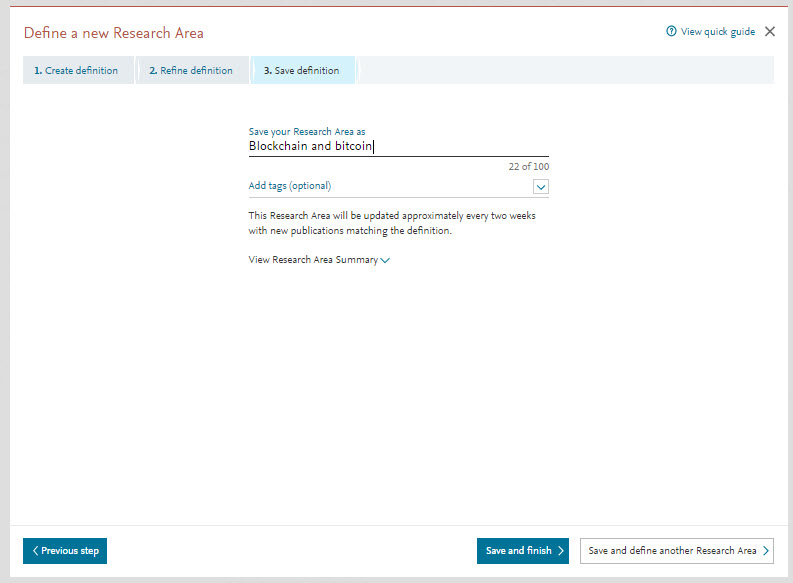 Define a new Research Area
View quick guide
1. Create definition
2. Refine definition
3. Save definition
Save your Research Area as
Blockchain and bitcoin
22 of 100
Add tags (optional)
This Research Area will be updated approximately every two weeks
with new publications matching the definition.
View Research Area Summary
Previous step
Save and finish
Save and define another Research Area